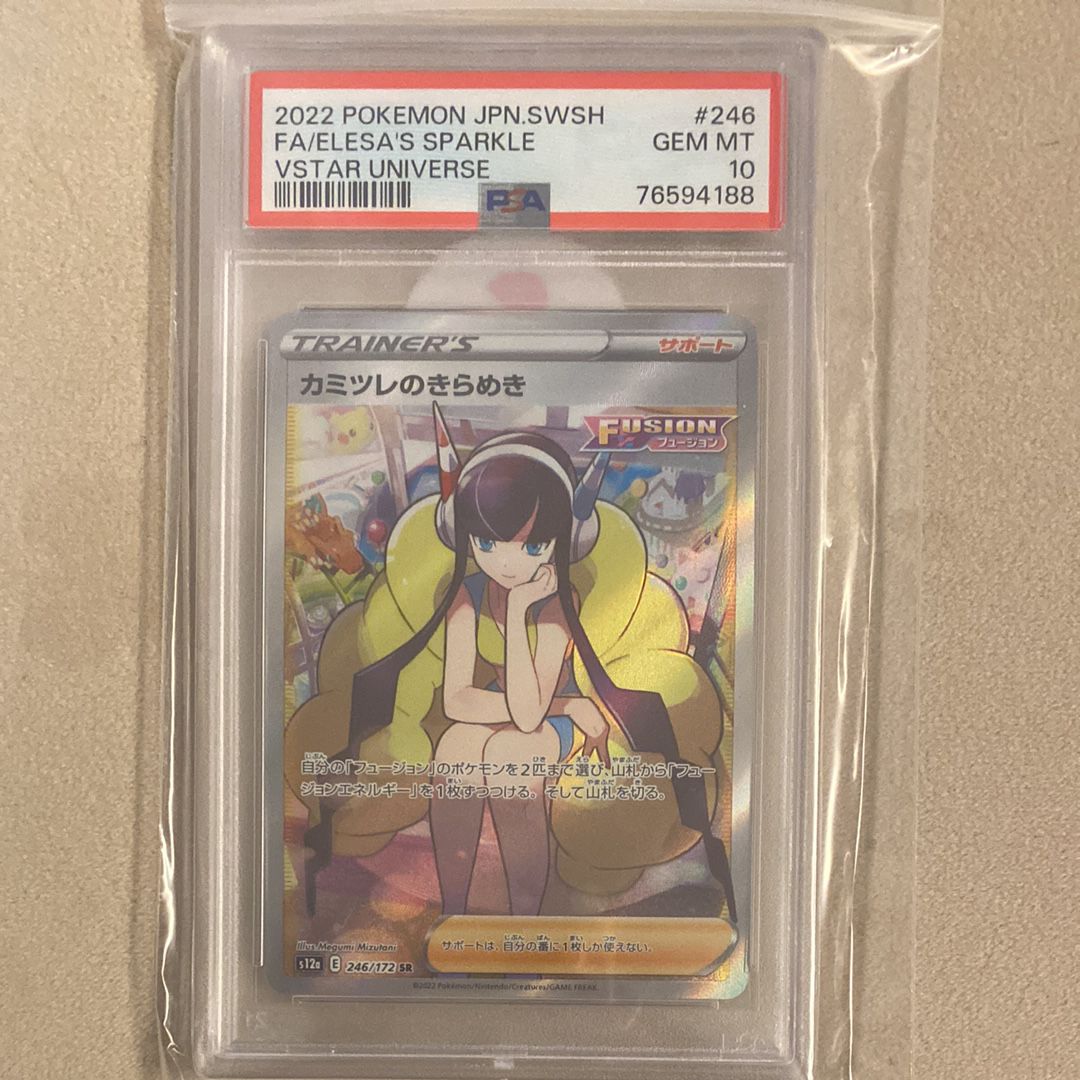 2022 POKEMON JPN.SWSH #246
FA/ELESA'S SPARKLE GEM MT
VSTAR UNIVERSE 10
PSA 76594188
TRAINER'S サポート
カミツレのきらめき
FUSION
フュージョン
自分の「フュージョン」のポケモンを2匹まで選び、山札から「フュー
ジョンエネルギー」を1枚ずつつける。そして山札を切る。
サポートは、自分の番に1枚しか使えない。
Illus. Megumi Mizutani
s12a E 246/172 SR
©2022 Pokémon/Nintendo/Creatures/GAME FREAK.